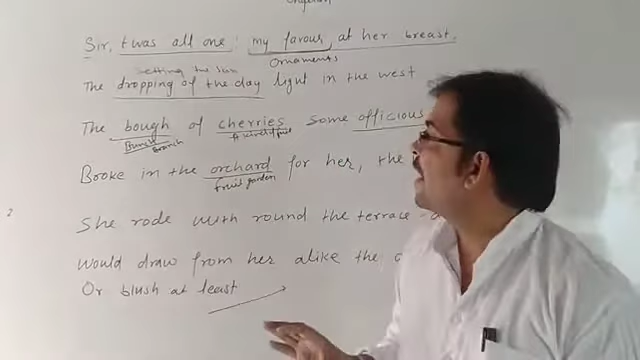 Sir, t was all one! my favour at her breast,
ornaments
setting the sun
The dropping of the day light in the west
The bough of cherries some officious
Bunch branch
Booke in the orchard for her, the
fruit garden
2
She rode with round the terrace
Would draw from her alike the
Or blush at least